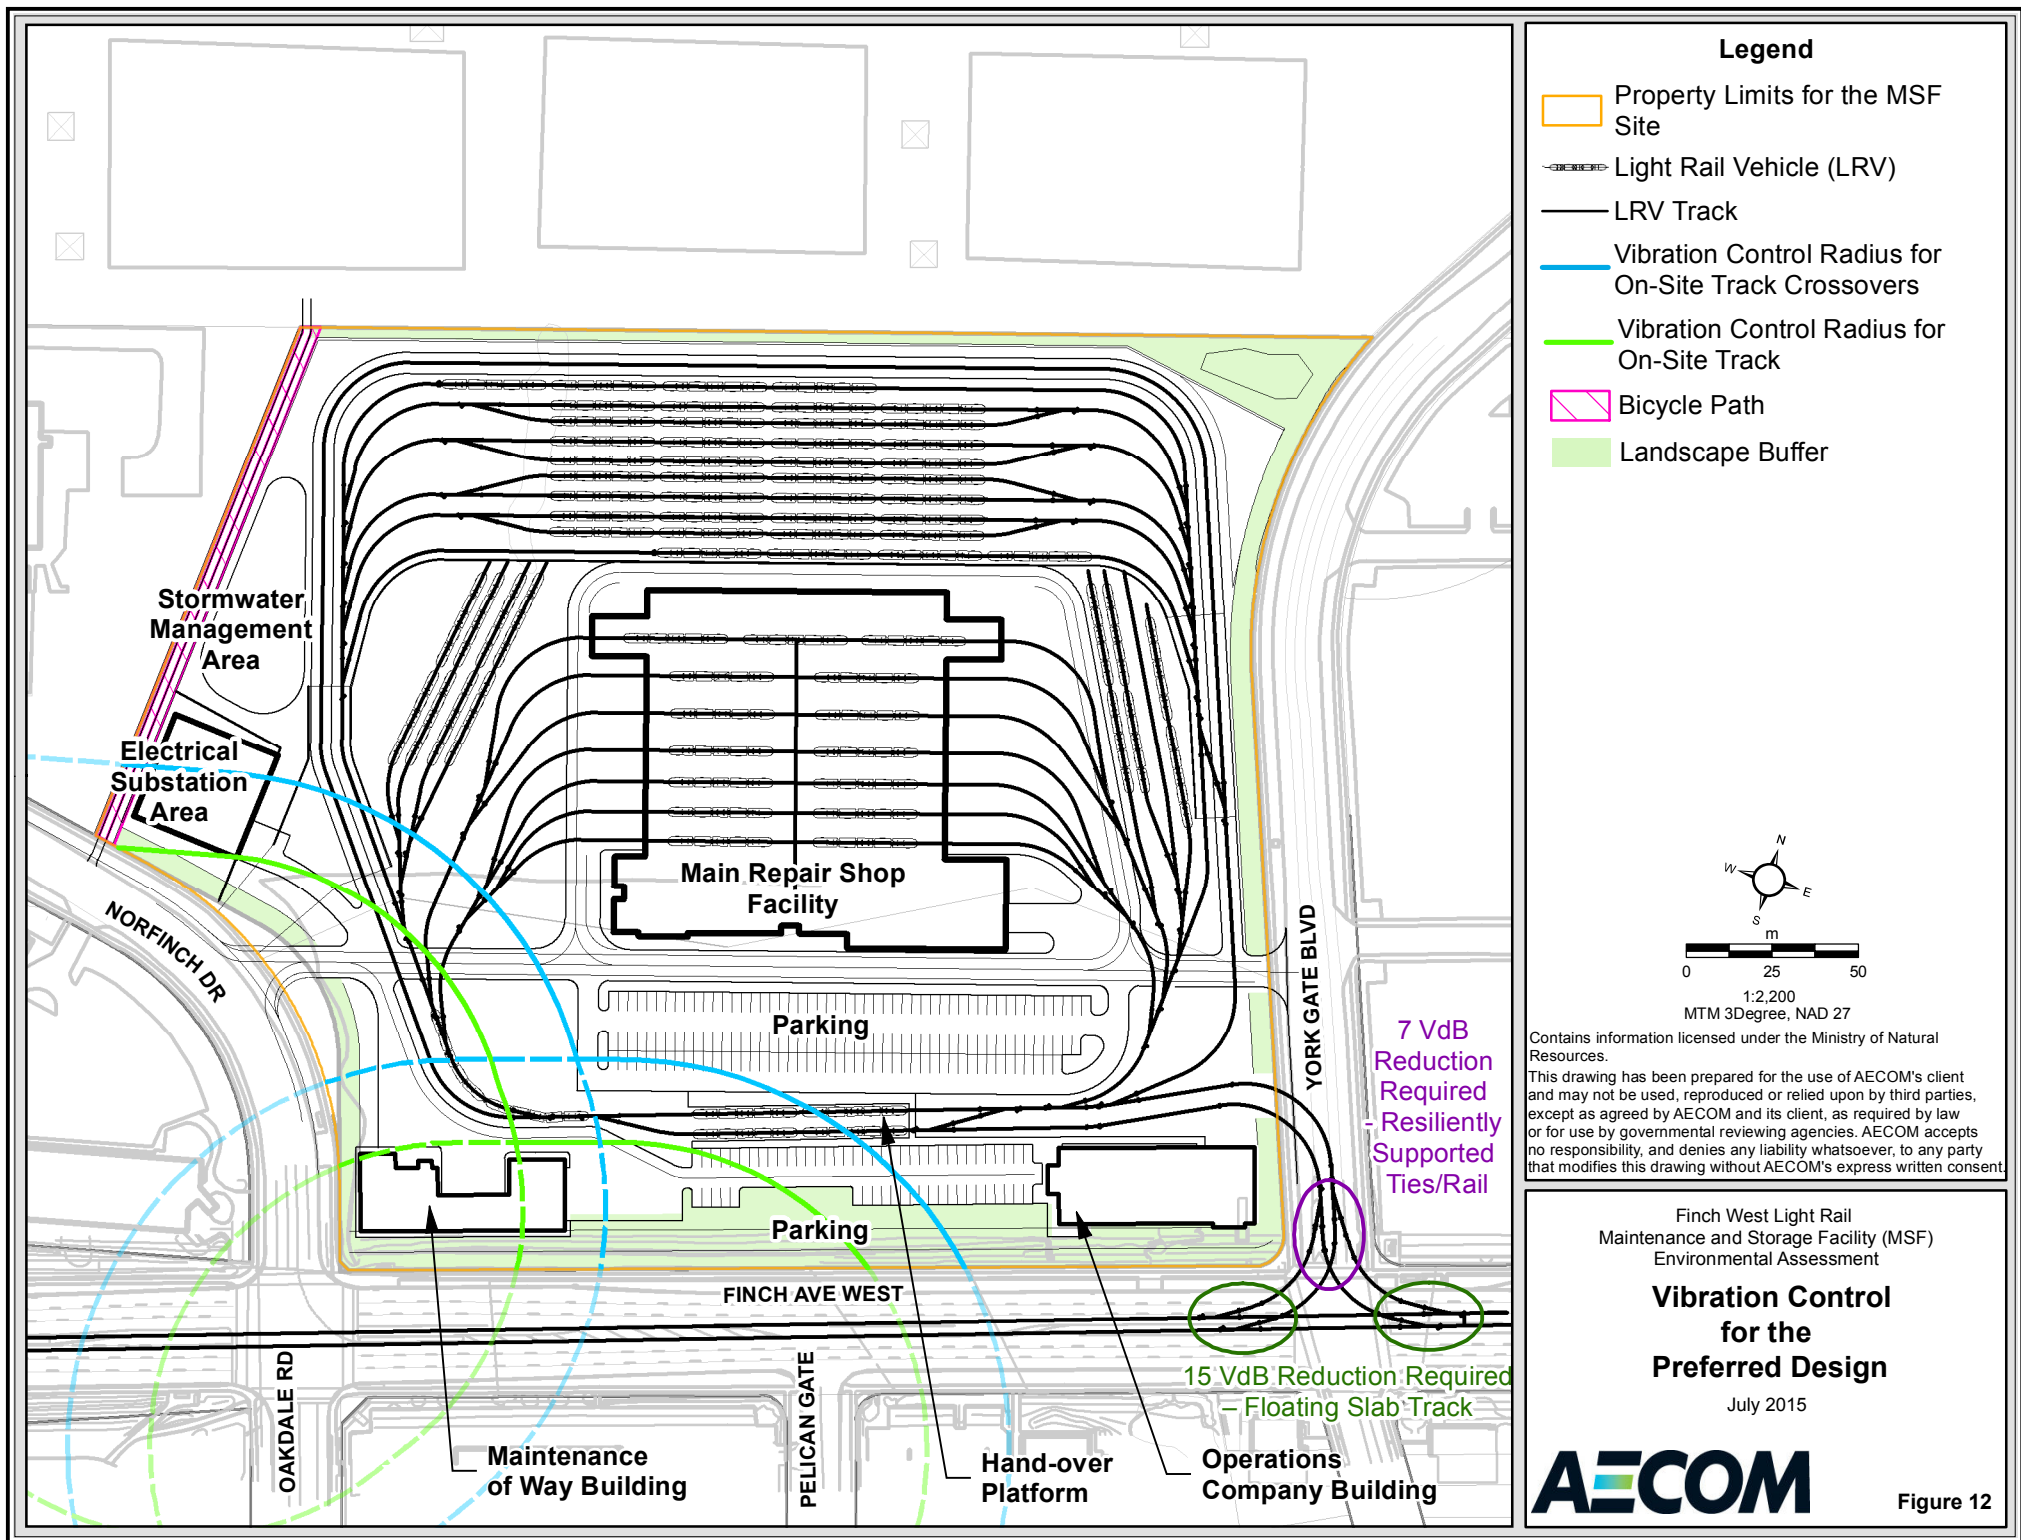 Stormwater
Management
Area
Electrical
Substation
Area
NORFINCH DR
Main Repair Shop
Facility
Parking
YORK GATE BLVD
7 VdB
Reduction
Required
- Resiliently
Supported
Ties/Rail
Parking
FINCH AVE WEST
15 VdB Reduction Required
– Floating Slab Track
OAKDALE RD
PELICAN GATE
Maintenance
of Way Building
Hand-over
Platform
Operations
Company Building
Legend
Property Limits for the MSF
Site
Light Rail Vehicle (LRV)
LRV Track
Vibration Control Radius for
On-Site Track Crossovers
Vibration Control Radius for
On-Site Track
Bicycle Path
Landscape Buffer
N
W
E
S
m
0 25 50
1:2,200
MTM 3Degree, NAD 27
Contains information licensed under the Ministry of Natural
Resources.
This drawing has been prepared for the use of AECOM's client
and may not be used, reproduced or relied upon by third parties,
except as agreed by AECOM and its client, as required by law
or for use by governmental reviewing agencies. AECOM accepts
no responsibility, and denies any liability whatsoever, to any party
that modifies this drawing without AECOM's express written consent.
Finch West Light Rail
Maintenance and Storage Facility (MSF)
Environmental Assessment
Vibration Control
for the
Preferred Design
July 2015
AECOM
Figure 12